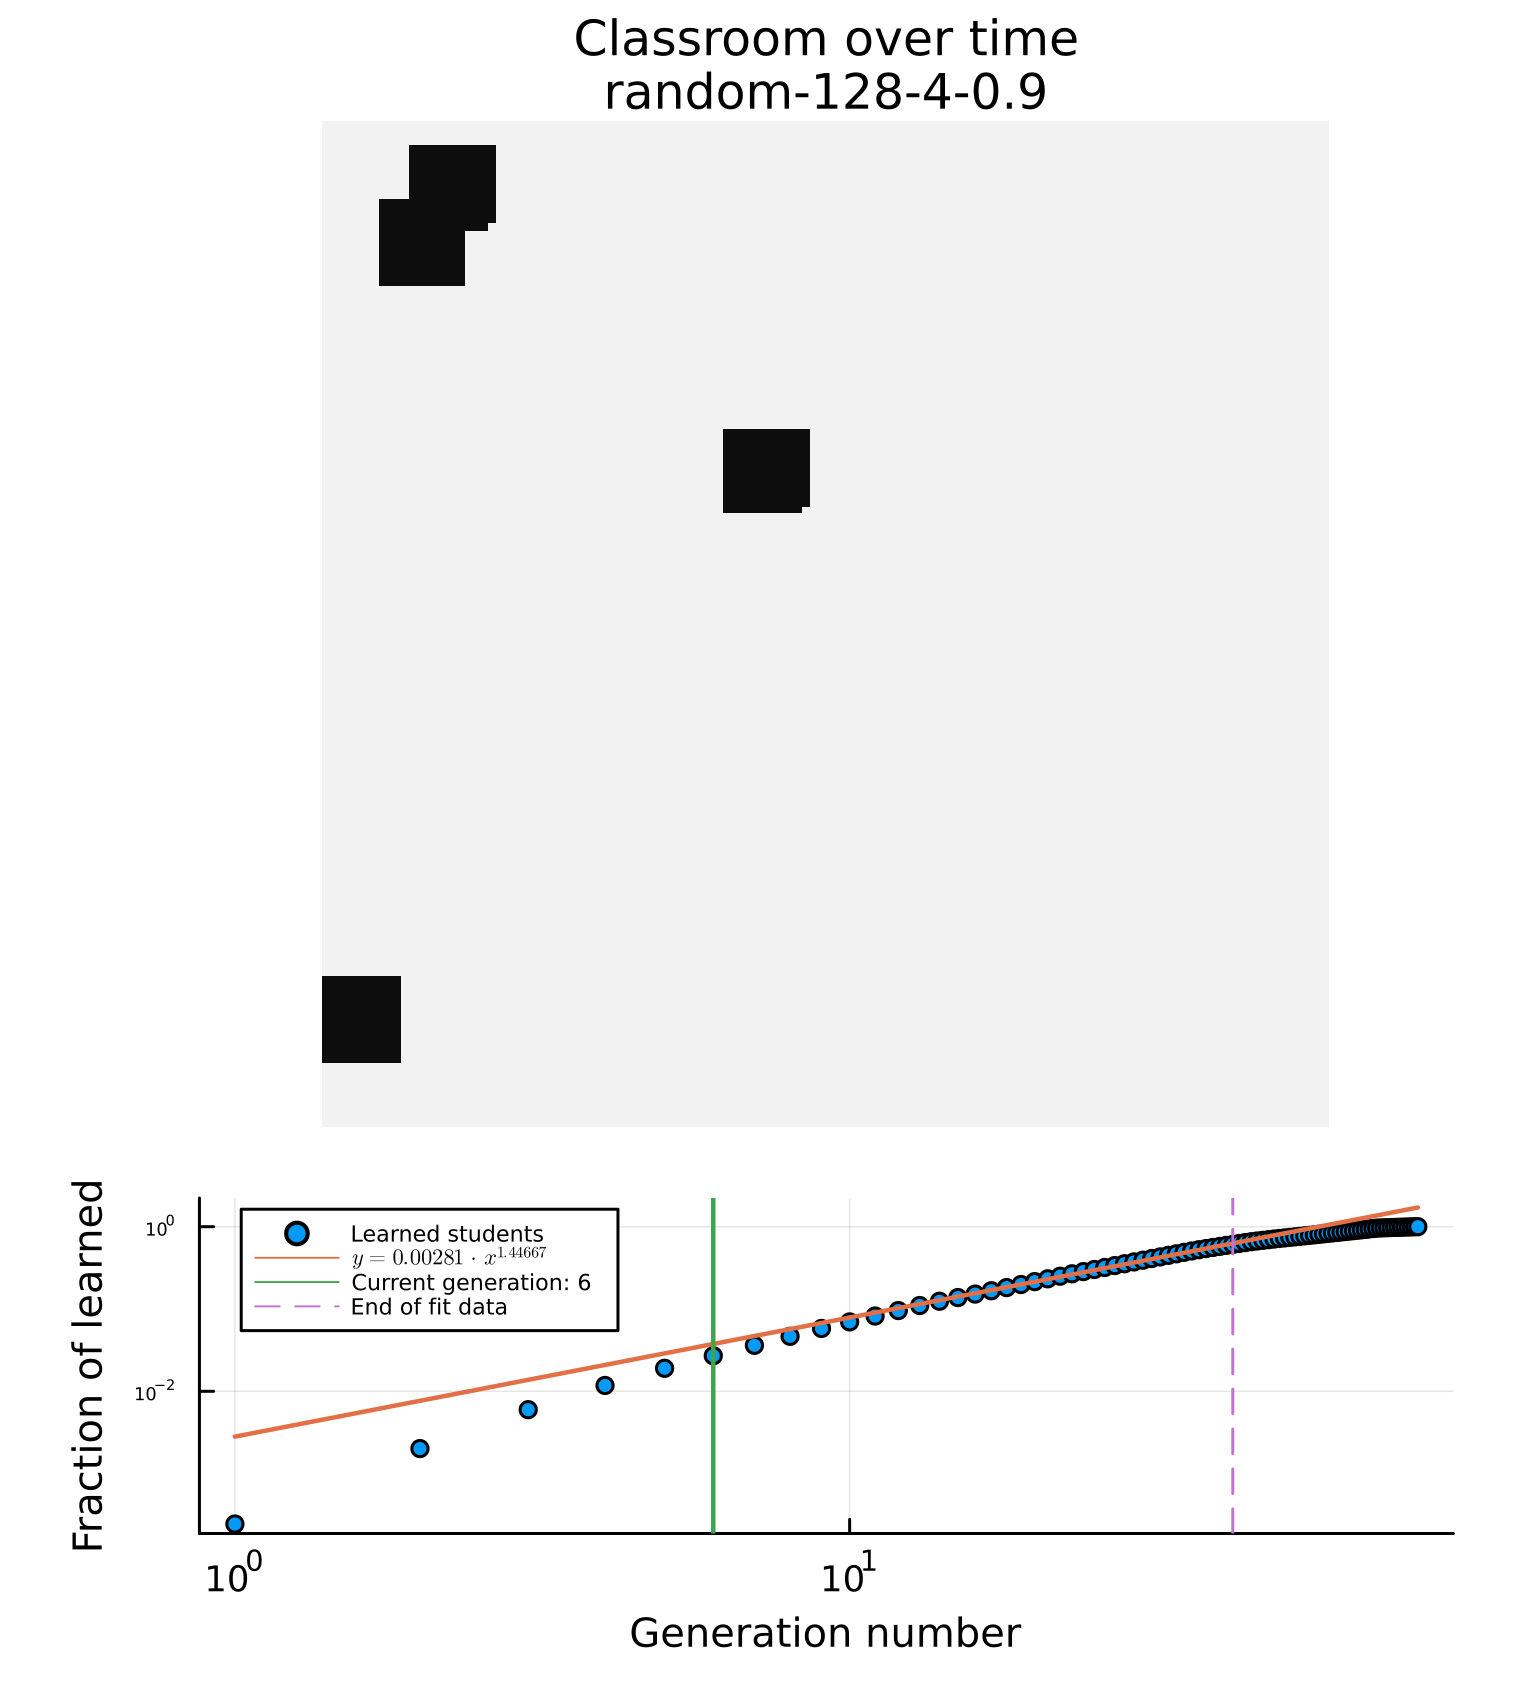 Classroom over time
random-128-4-0.9
Fraction of learned
10^0
10^−2
Learned students
y = 0.00281 · x^1.44667
Current generation: 6
End of fit data
10^0
10^1
Generation number